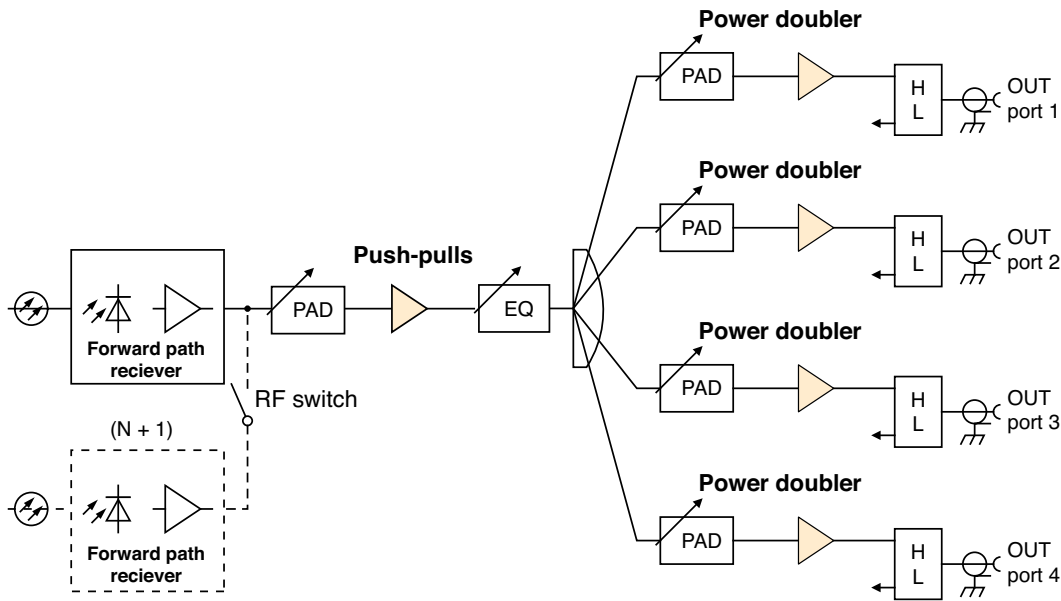 Power doubler
PAD
H
L
OUT
port 1
Power doubler
PAD
H
L
OUT
port 2
Push-pulls
Forward path
reciever
PAD
EQ
RF switch
Power doubler
PAD
H
L
OUT
port 3
(N + 1)
Forward path
reciever
Power doubler
PAD
H
L
OUT
port 4